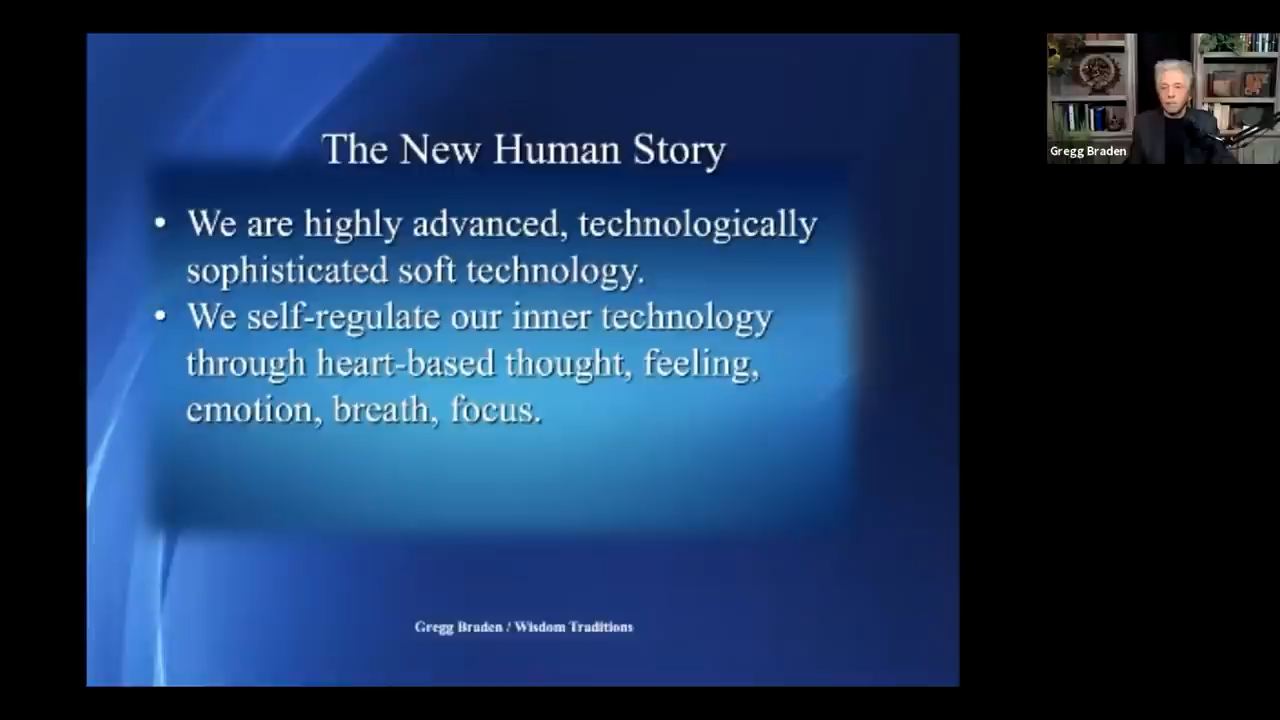 The New Human Story
• We are highly advanced, technologically
sophisticated soft technology.
• We self-regulate our inner technology
through heart-based thought, feeling,
emotion, breath, focus.
Gregg Braden / Wisdom Traditions
Gregg Braden